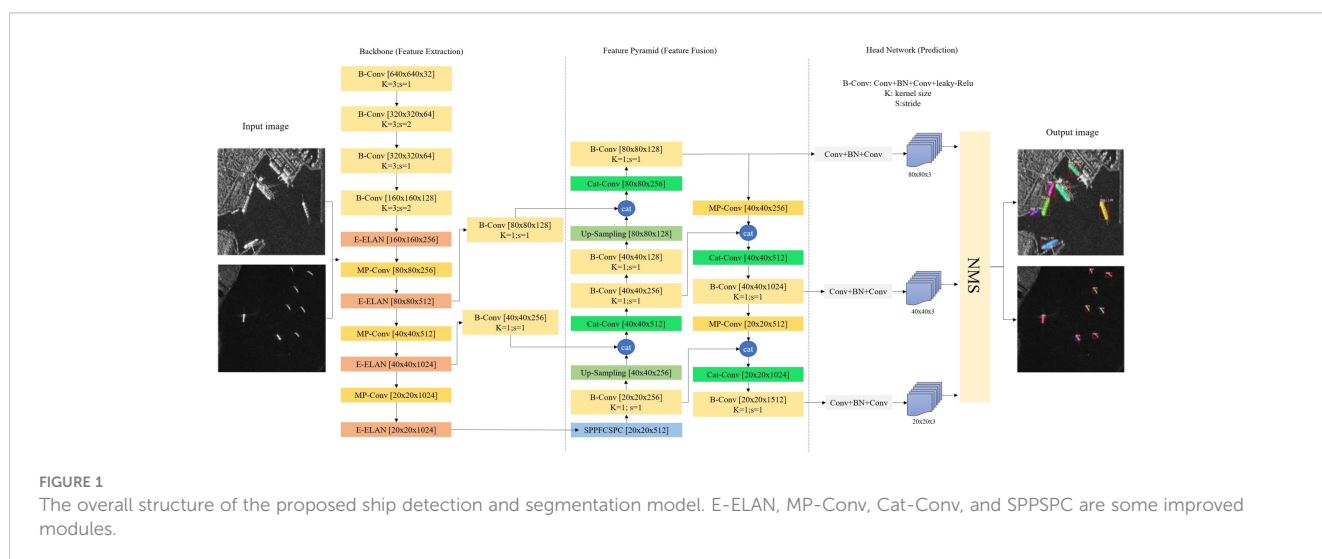 Backbone (Feature Extraction)
Feature Pyramid (Feature Fusion)
Head Network (Prediction)
Input image
B-Conv [640x640x32]
K=3;s=1
B-Conv [320x320x64]
K=3;s=2
B-Conv [320x320x64]
K=3;s=1
B-Conv [160x160x128]
K=3;s=2
E-ELAN [160x160x256]
MP-Conv [80x80x256]
E-ELAN [80x80x512]
MP-Conv [40x40x512]
E-ELAN [40x40x1024]
MP-Conv [20x20x1024]
E-ELAN [20x20x1024]
B-Conv [80x80x128]
K=1;s=1
B-Conv [40x40x256]
K=1;s=1
B-Conv [80x80x128]
K=1;s=1
Cat-Conv [80x80x256]
cat
Up-Sampling [80x80x128]
B-Conv [40x40x128]
K=1;s=1
B-Conv [40x40x256]
K=1;s=1
Cat-Conv [40x40x512]
cat
Up-Sampling [40x40x256]
B-Conv [20x20x256]
K=1; s=1
SPPFCSPC [20x20x512]
MP-Conv [40x40x256]
cat
Cat-Conv [40x40x512]
B-Conv [40x40x1024]
K=1;s=1
MP-Conv [20x20x512]
cat
Cat-Conv [20x20x1024]
B-Conv [20x20x1512]
K=1;s=1
B-Conv: Conv+BN+Conv+leaky-Relu
K: kernel size
S:stride
Conv+BN+Conv
80x80x3
Conv+BN+Conv
40x40x3
Conv+BN+Conv
20x20x3
NMS
Output image
FIGURE 1
The overall structure of the proposed ship detection and segmentation model. E-ELAN, MP-Conv, Cat-Conv, and SPPSPC are some improved
modules.